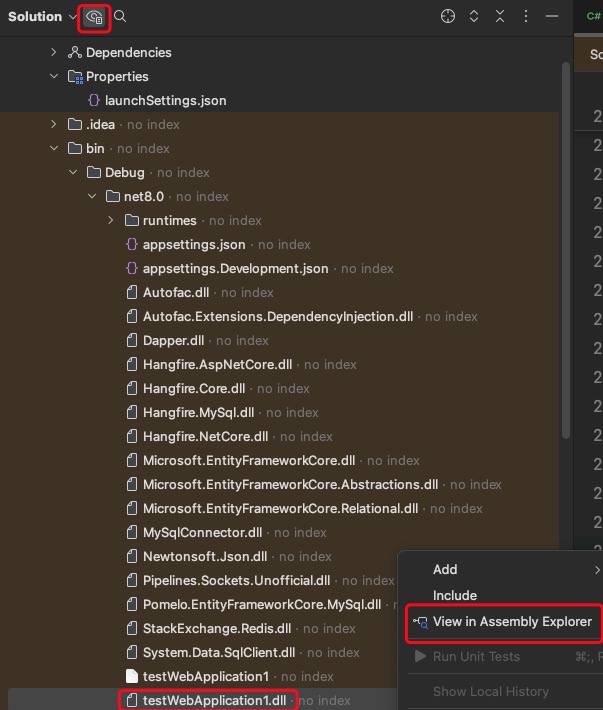 Solution
C#
Dependencies
So
Properties
launchSettings.json
.idea · no index
bin · no index
Debug · no index
net8.0 · no index
runtimes · no index
appsettings.json · no index
appsettings.Development.json · no index
Autofac.dll · no index
Autofac.Extensions.DependencyInjection.dll · no index
Dapper.dll · no index
Hangfire.AspNetCore.dll · no index
Hangfire.Core.dll · no index
Hangfire.MySql.dll · no index
Hangfire.NetCore.dll · no index
Microsoft.EntityFrameworkCore.dll · no index
Microsoft.EntityFrameworkCore.Abstractions.dll · no index
Microsoft.EntityFrameworkCore.Relational.dll · no index
MySqlConnector.dll · no index
Newtonsoft.Json.dll · no index
Pipelines.Sockets.Unofficial.dll · no index
Pomelo.EntityFrameworkCore.MySql.dll · no index
StackExchange.Redis.dll · no index
System.Data.SqlClient.dll · no index
testWebApplication1 · no index
testWebApplication1.dll · no index
Add
Include
View in Assembly Explorer
Run Unit Tests ⌘;, R
Show Local History